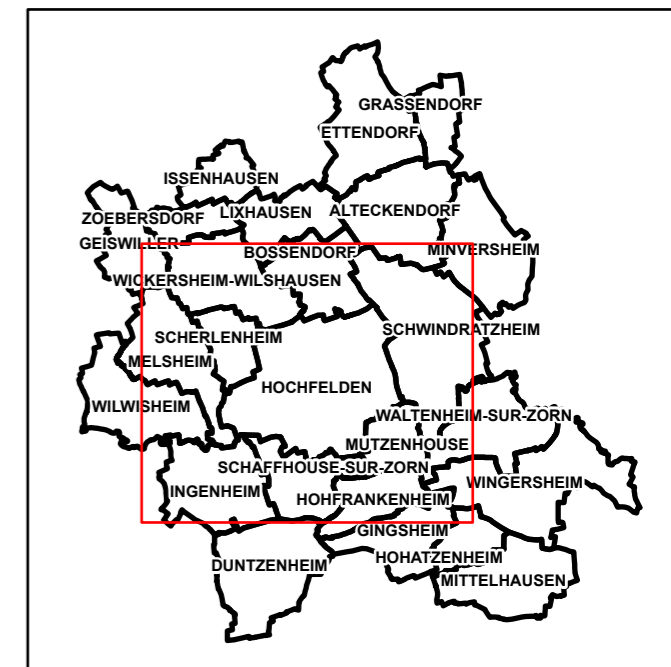 GRASSENDORF
ETTENDORF
ISSENHAUSEN
ZOEBERSDORF
LIXHAUSEN
ALTECKENDORF
GEISWILLER
BOSSENDORF
MINVERSHEIM
WICKERSHEIM-WILSHAUSEN
SCHERLENHEIM
SCHWINDRATZHEIM
MELSHEIM
HOCHFELDEN
WILWISHEIM
WALTENHEIM-SUR-ZORN
MUTZENHOUSE
SCHAFFHOUSE-SUR-ZORN
INGENHEIM
WINGERSHEIM
HOHFRANKENHEIM
GINGSHEIM
DUNTZENHEIM
HOHATZENHEIM
MITTELHAUSEN